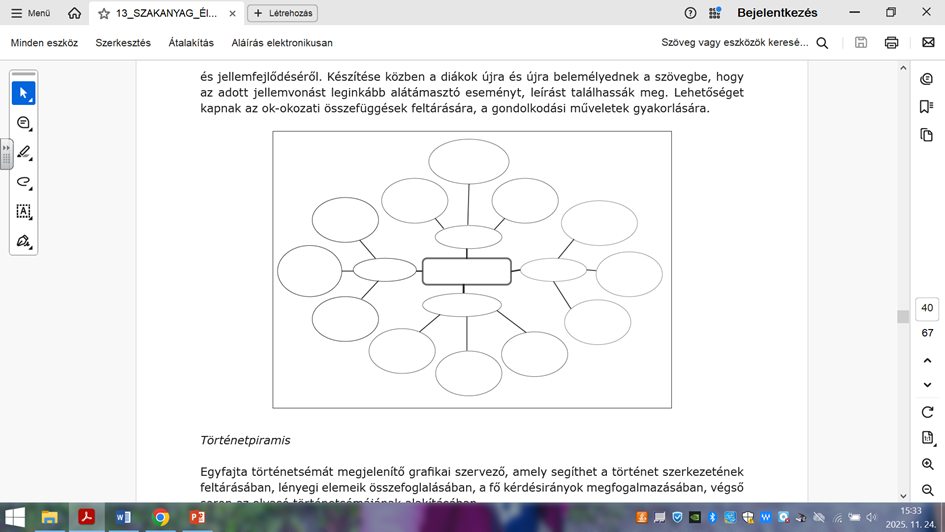 Menü
13_SZAKANYAG_ÉI...
Létrehozás
Bejelentkezés
Minden eszköz
Szerkesztés
Átalakítás
Aláírás elektronikusan
Szöveg vagy eszközök keresé...
és jellemfejlődéséről. Készítése közben a diákok újra és újra belemélyednek a szövegbe, hogy
az adott jellemvonást leginkább alátámasztó eseményt, leírást találhassák meg. Lehetőséget
kapnak az ok-okozati összefüggések feltárására, a gondolkodási műveletek gyakorlására.
40
67
Történetpiramis
Egyfajta történetsémát megjelenítő grafikai szervező, amely segíthet a történet szerkezetének
feltárásában, lényegi elemeik összefoglalásában, a fő kérdésirányok megfogalmazásában, végső
soron az olvasó történetsémájának alakításában
15:33
2025. 11. 24.